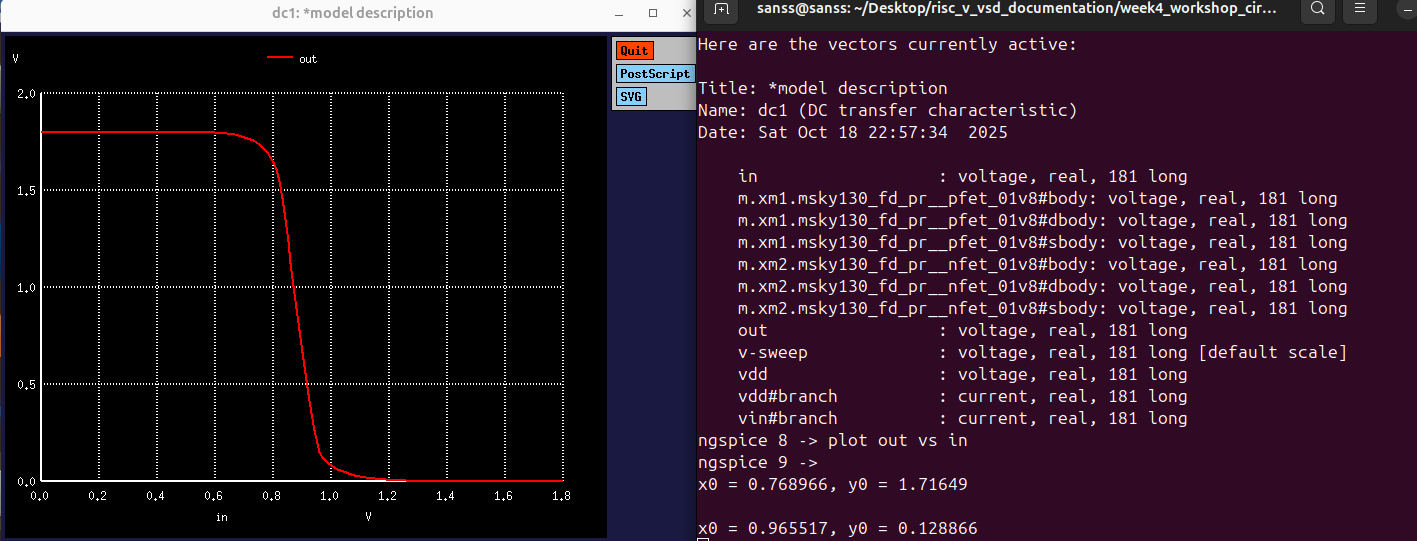 dc1: *model description
V
out
2.0
1.5
1.0
0.5
0.0
0.0 0.2 0.4 0.6 0.8 1.0 1.2 1.4 1.6 1.8
in V
Quit
PostScript
SVG
sanss@sanss: ~/Desktop/risc_v_vsd_documentation/week4_workshop_cir...
Here are the vectors currently active:
Title: *model description
Name: dc1 (DC transfer characteristic)
Date: Sat Oct 18 22:57:34  2025
in : voltage, real, 181 long
m.xm1.msky130_fd_pr__pfet_01v8#body: voltage, real, 181 long
m.xm1.msky130_fd_pr__pfet_01v8#dbody: voltage, real, 181 long
m.xm1.msky130_fd_pr__pfet_01v8#sbody: voltage, real, 181 long
m.xm2.msky130_fd_pr__nfet_01v8#body: voltage, real, 181 long
m.xm2.msky130_fd_pr__nfet_01v8#dbody: voltage, real, 181 long
m.xm2.msky130_fd_pr__nfet_01v8#sbody: voltage, real, 181 long
out : voltage, real, 181 long
v-sweep : voltage, real, 181 long [default scale]
vdd : voltage, real, 181 long
vdd#branch : current, real, 181 long
vin#branch : current, real, 181 long
ngspice 8 -> plot out vs in
ngspice 9 ->
x0 = 0.768966, y0 = 1.71649
x0 = 0.965517, y0 = 0.128866